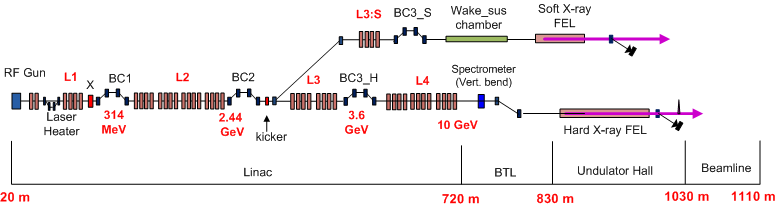 L3:S
BC3_S
Wake_sus
chamber
Soft X-ray
FEL
RF Gun
L1
X
BC1
L2
BC2
L3
BC3_H
L4
Spectrometer
(Vert. bend)
Laser
Heater
314
MeV
2.44
GeV
kicker
3.6
GeV
10 GeV
Hard X-ray FEL
Linac
BTL
Undulator Hall
Beamline
20 m
720 m
830 m
1030 m
1110 m